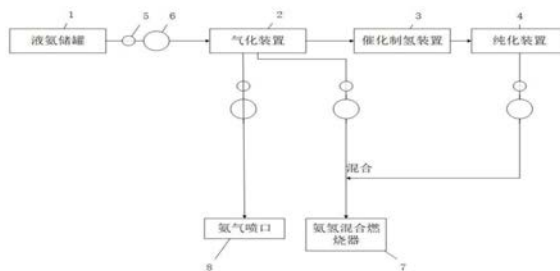 1 5 6 2 3 4
液氨储罐 气化装置 催化制氢装置 纯化装置
混合
氨气喷口 氨氢混合燃
烧器
8 7